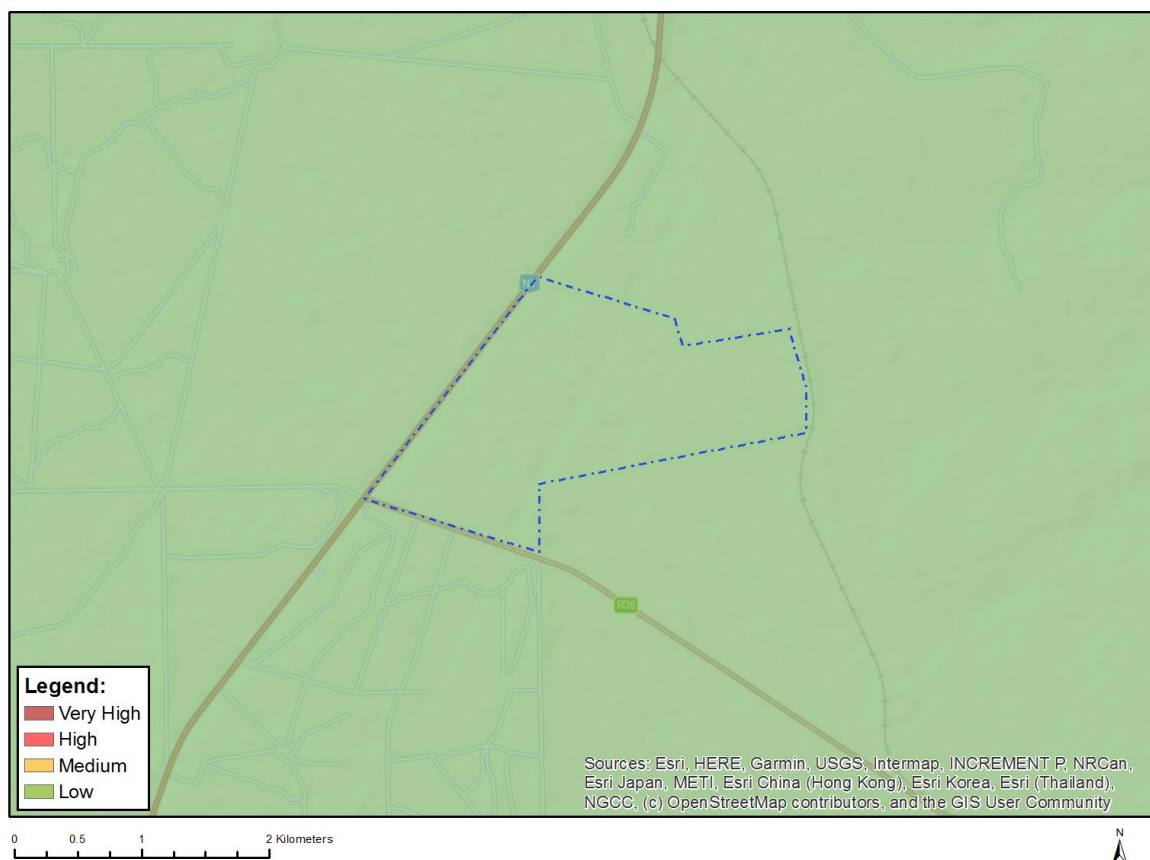 R36
Legend:
Very High
High
Medium
Low
Sources: Esri, HERE, Garmin, USGS, Intermap, INCREMENT P, NRCan,
Esri Japan, METI, Esri China (Hong Kong), Esri Korea, Esri (Thailand),
NGCC, (c) OpenStreetMap contributors, and the GIS User Community
0 0.5 1 2 Kilometers
N